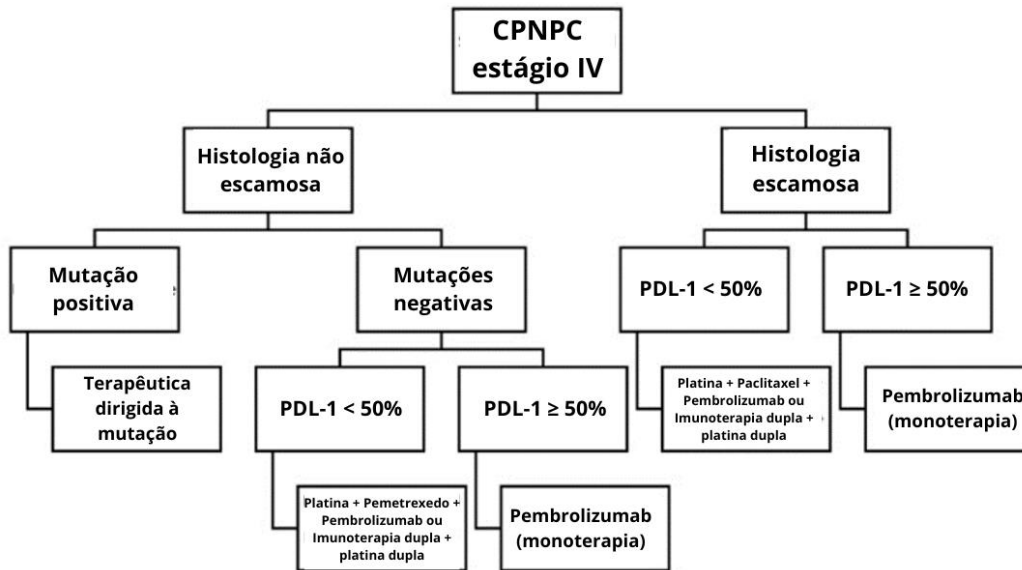 CPNPC
estágio IV
Histologia não
escamosa
Histologia
escamosa
Mutação
positiva
Mutações
negativas
PDL-1 < 50%
PDL-1 ≥ 50%
Terapêutica
dirigida à
mutação
PDL-1 < 50%
PDL-1 ≥ 50%
Platina + Paclitaxel +
Pembrolizumab ou
Imunoterapia dupla +
platina dupla
Pembrolizumab
(monoterapia)
Platina + Pemetrexedo +
Pembrolizumab ou
Imunoterapia dupla +
platina dupla
Pembrolizumab
(monoterapia)